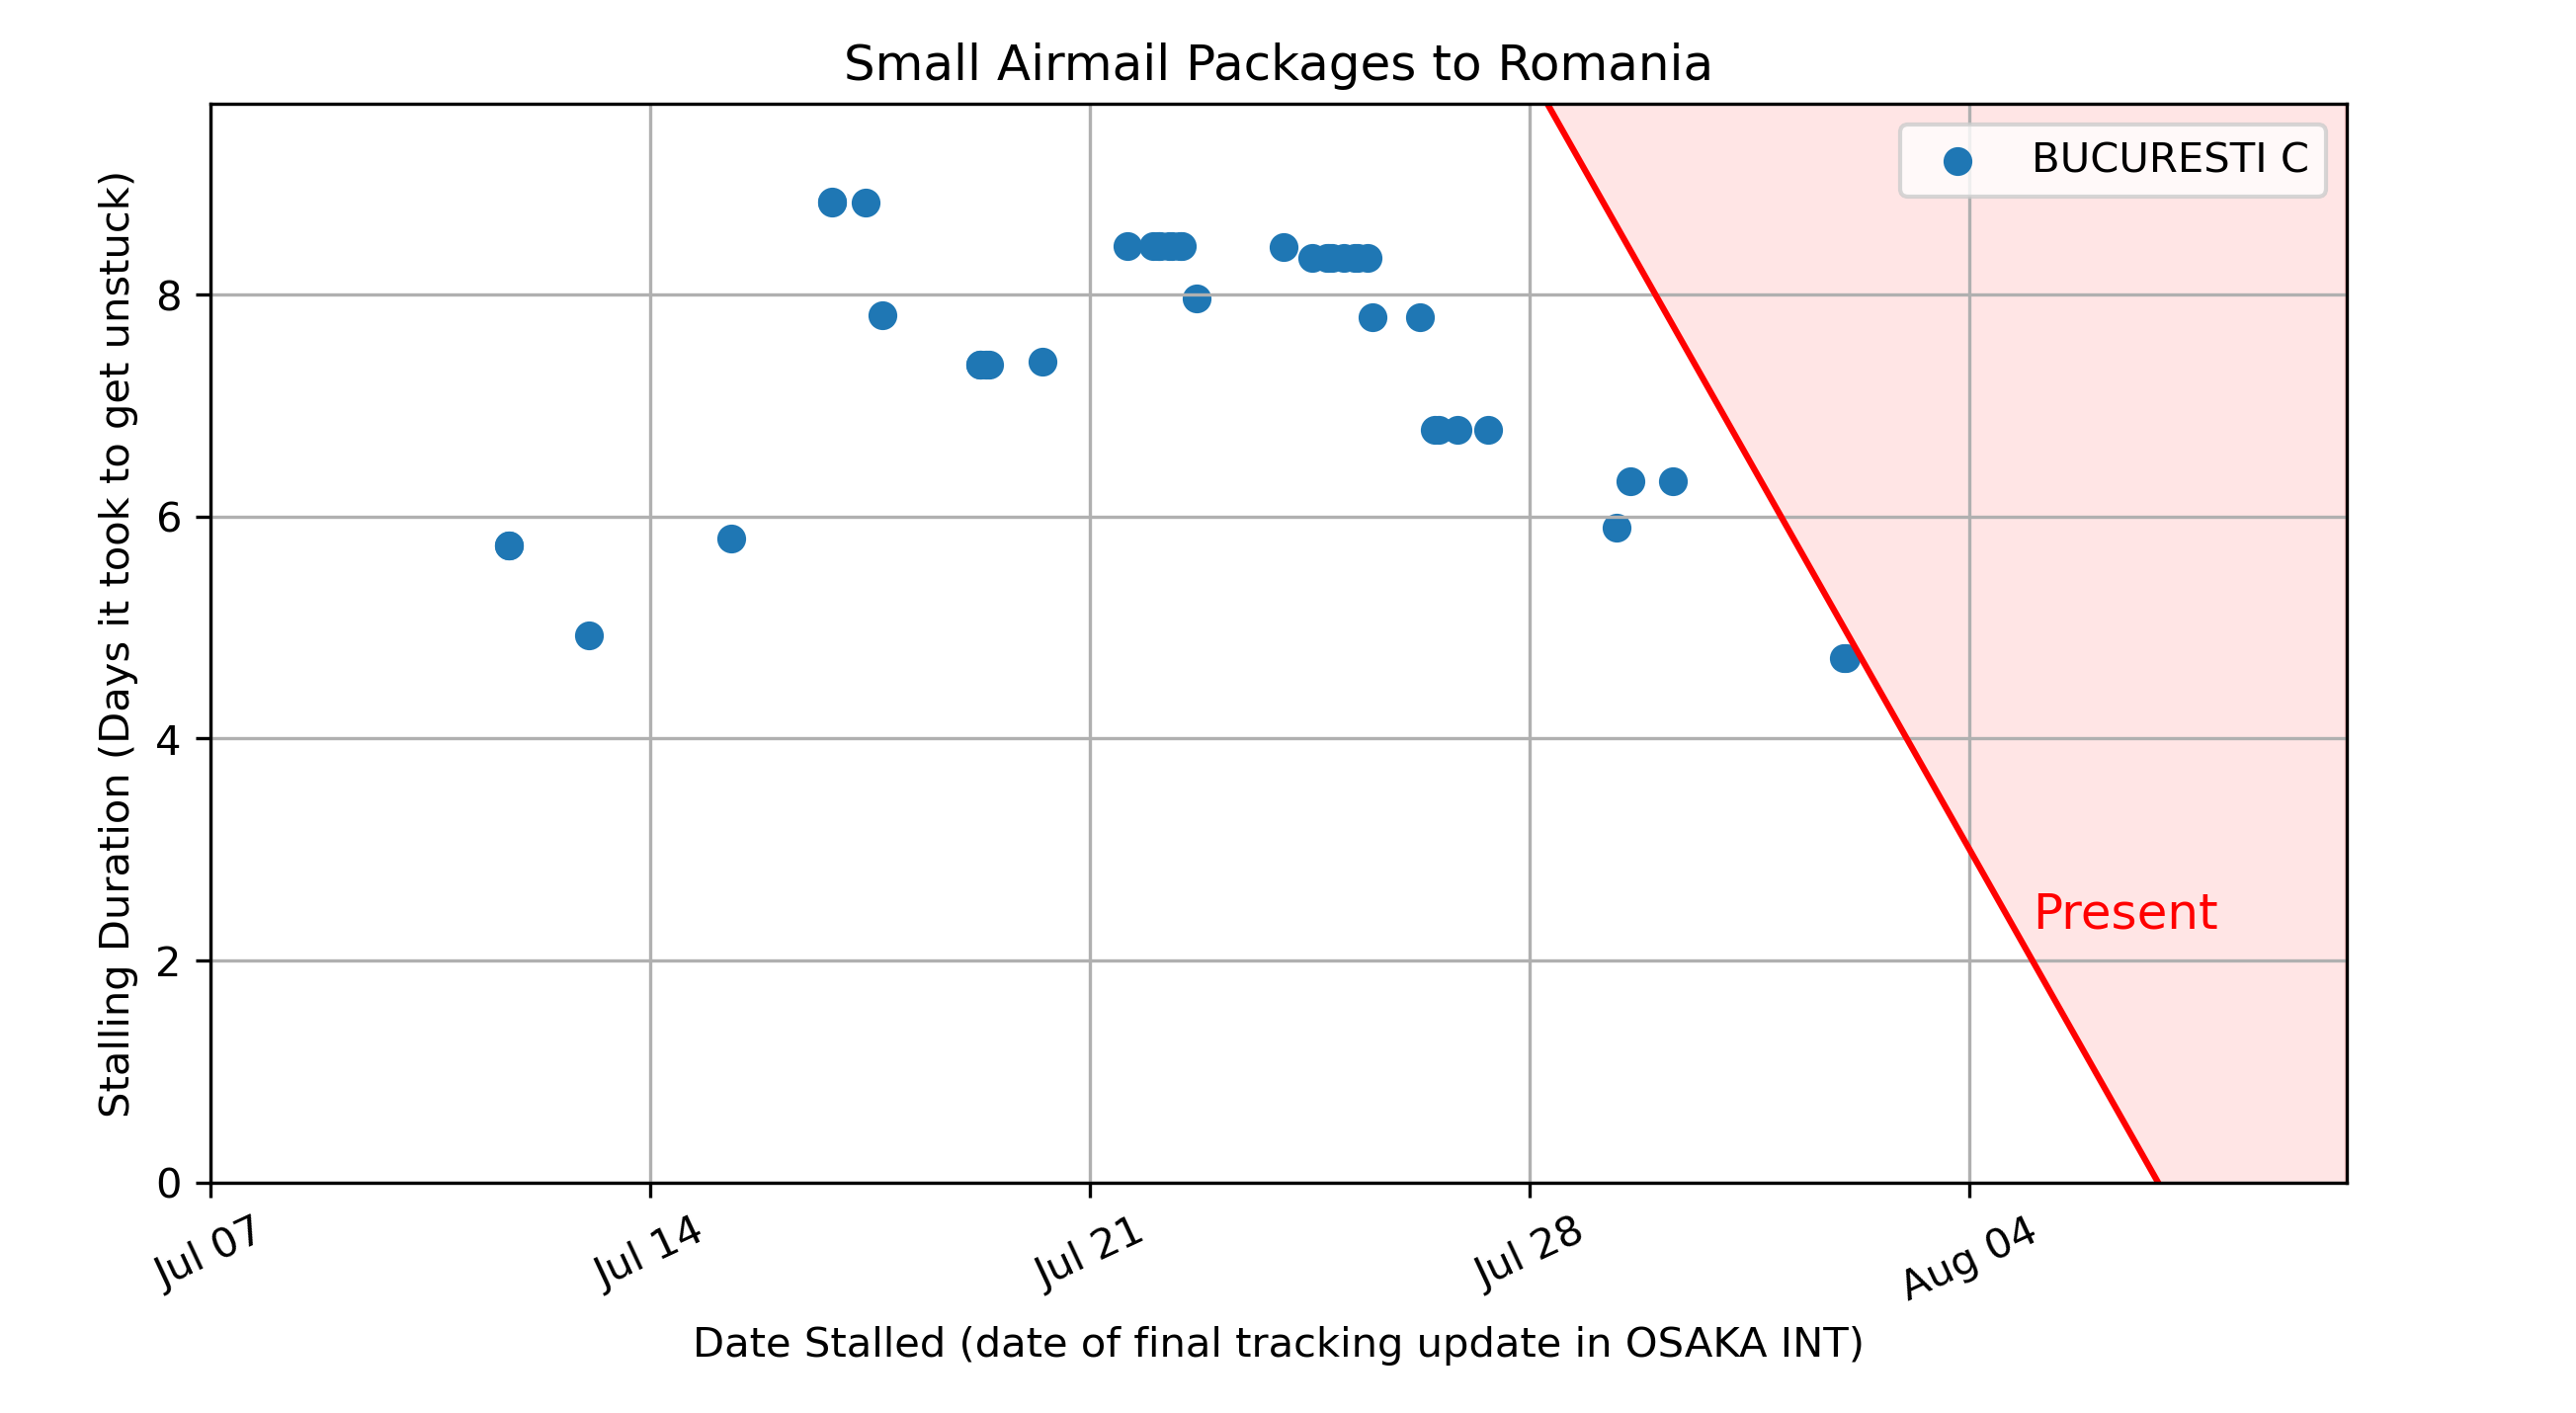 Small Airmail Packages to Romania
BUCURESTI C
Stalling Duration (Days it took to get unstuck)
8
6
4
2
0
Present
Jul 07
Jul 14
Jul 21
Jul 28
Aug 04
Date Stalled (date of final tracking update in OSAKA INT)